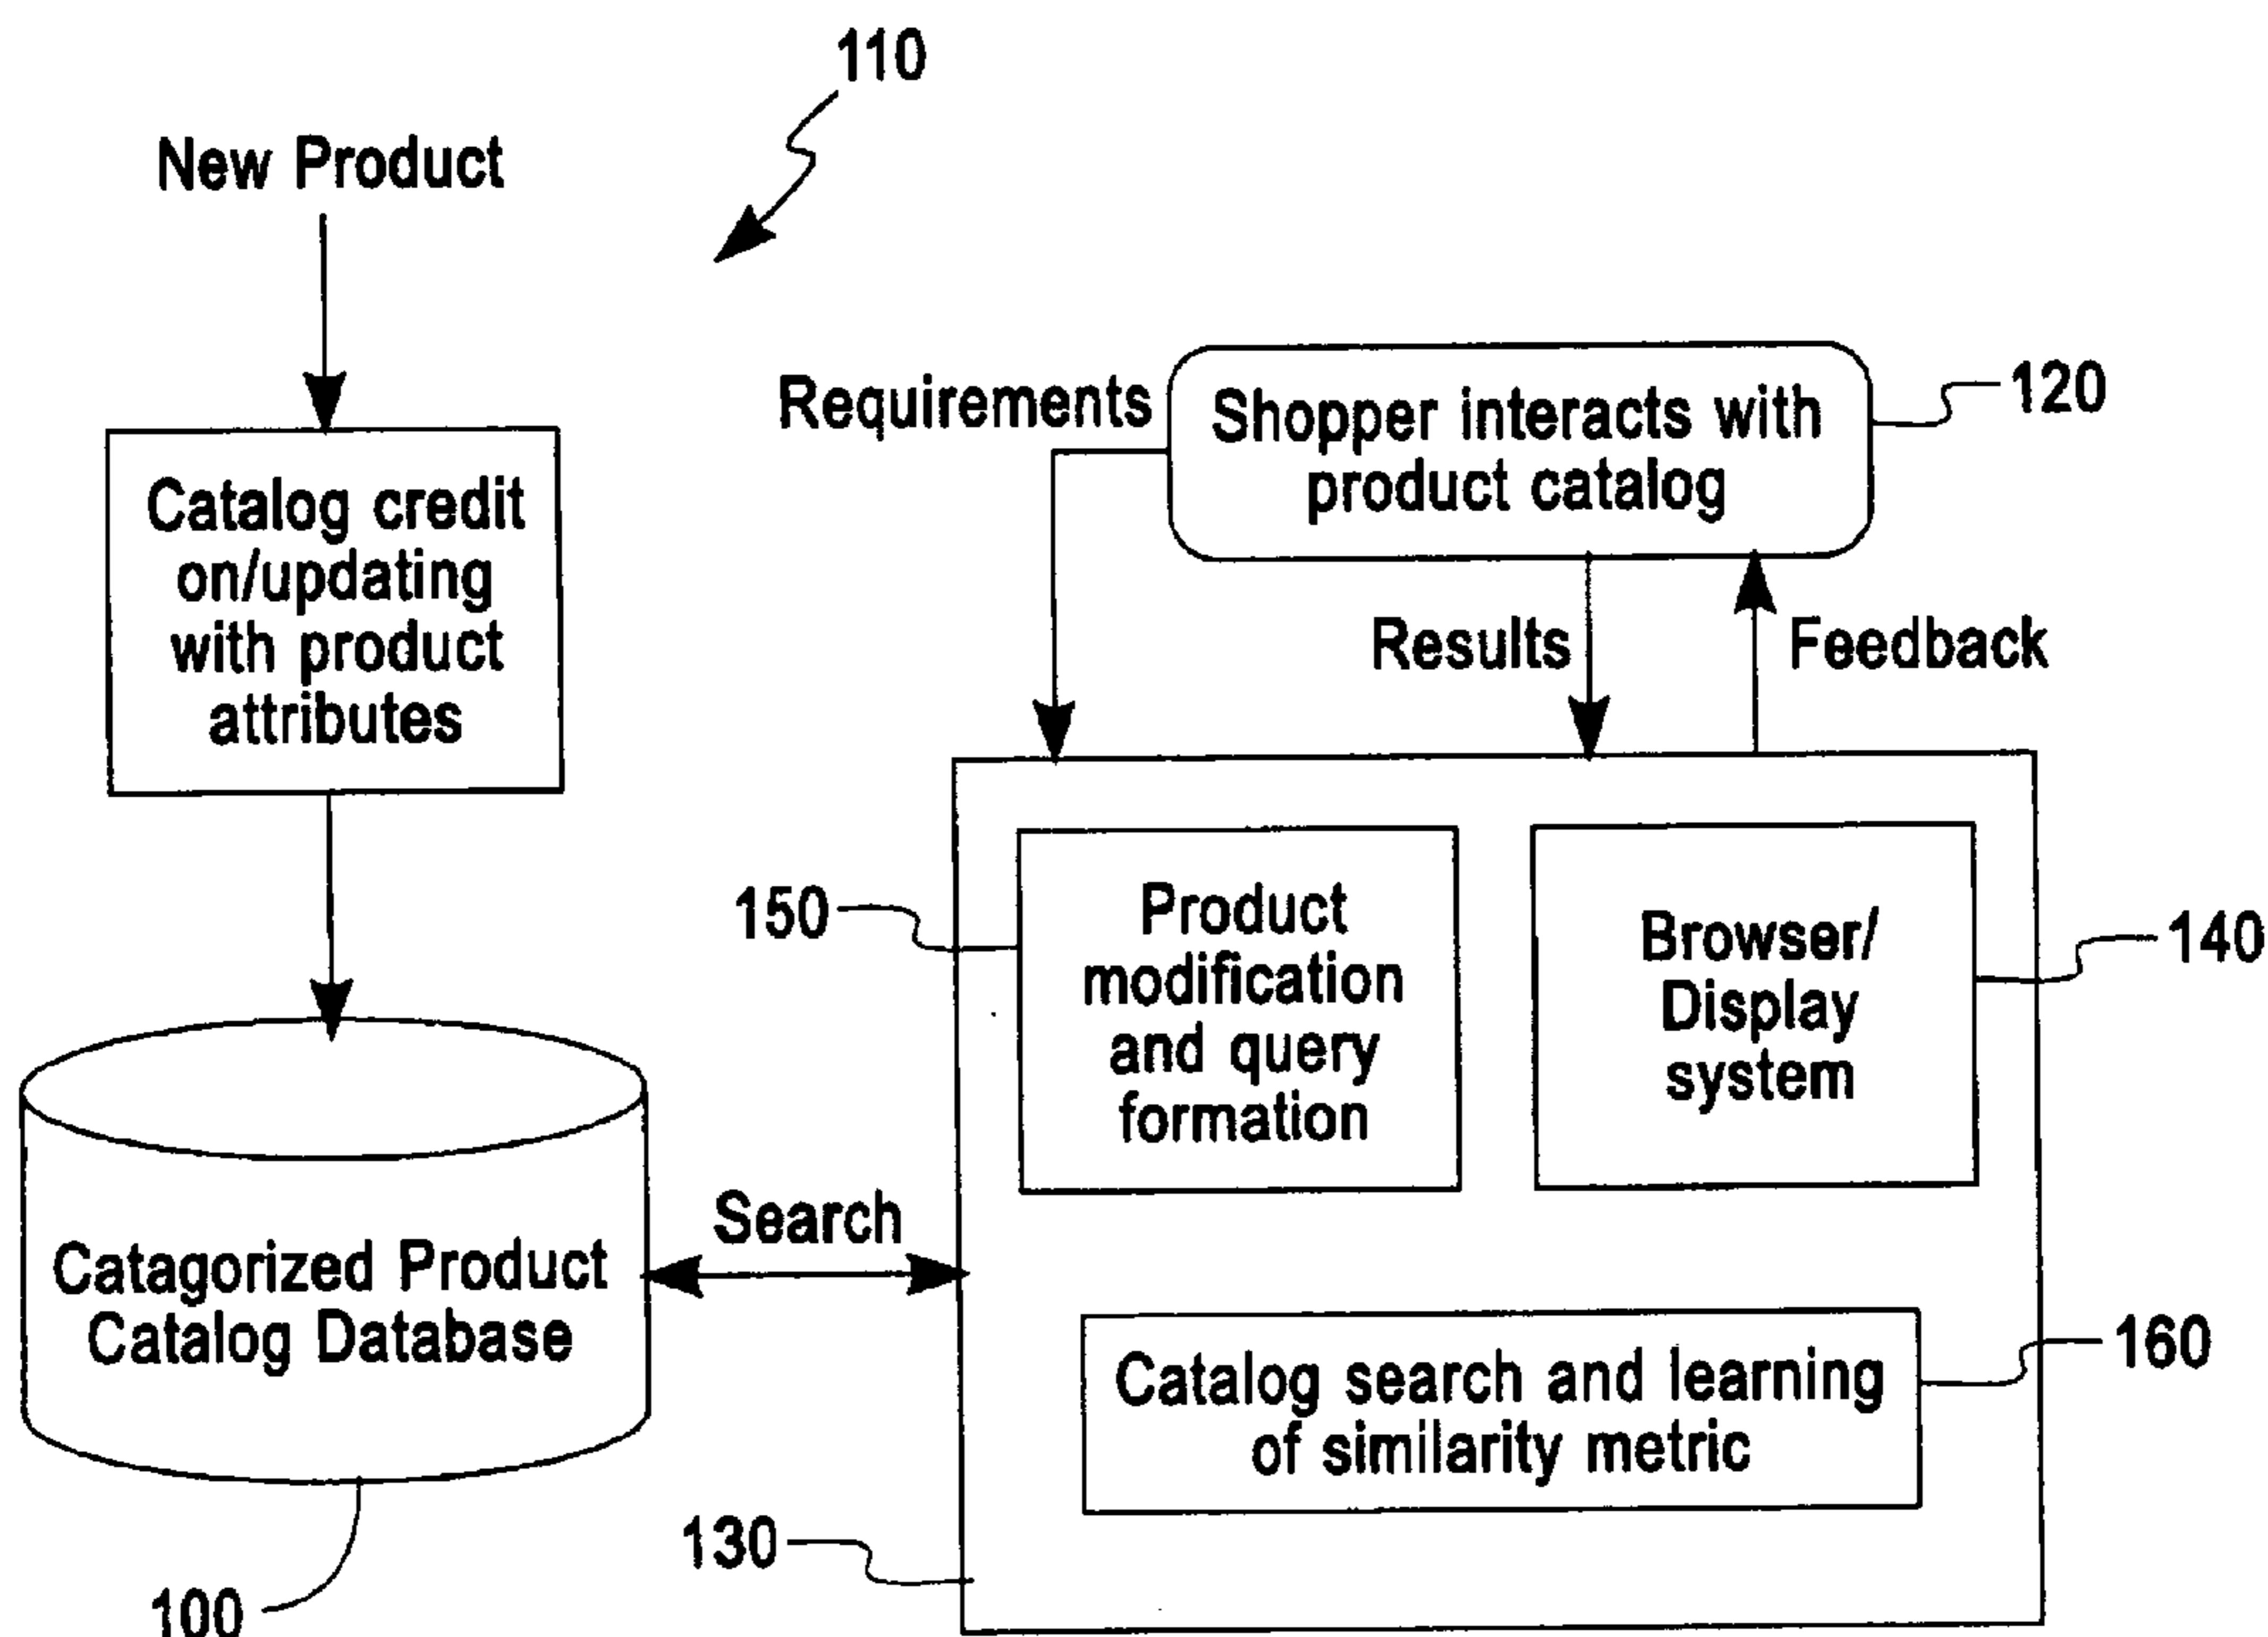 110
New Product
Catalog credit
on/updating
with product
attributes
Requirements
Shopper interacts with
product catalog
120
Results
Feedback
150
Product
modification
and query
formation
Browser/
Display
system
140
Search
Catagorized Product
Catalog Database
Catalog search and learning
of similarity metric
160
130
100